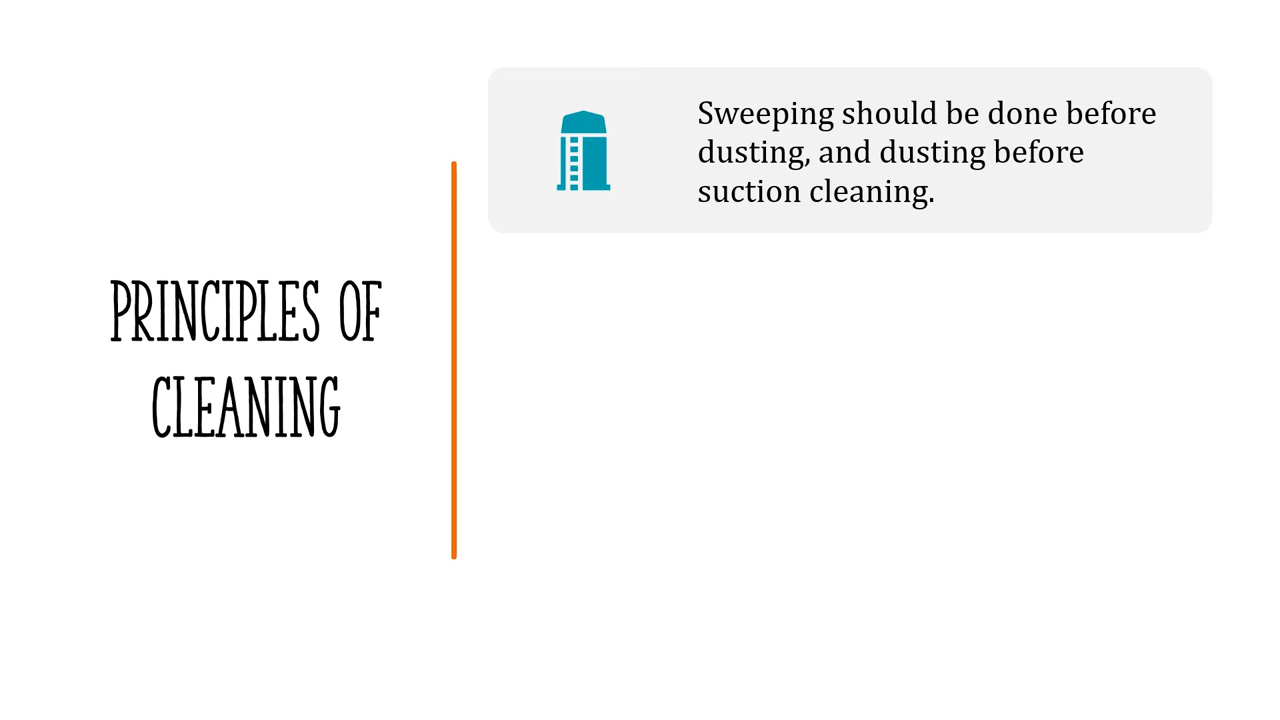 PRINCIPLES OF
CLEANING
Sweeping should be done before
dusting, and dusting before
suction cleaning.